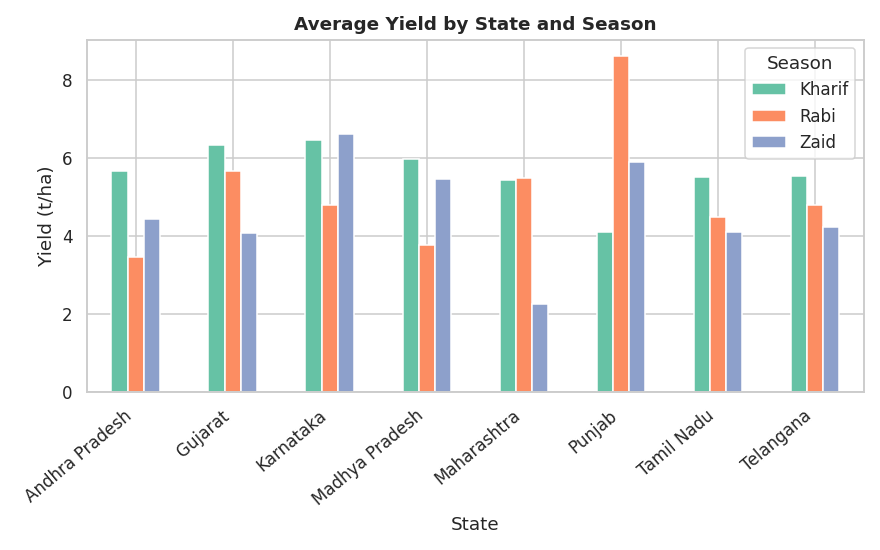 Average Yield by State and Season
Season
Kharif
Rabi
Zaid
Yield (t/ha)
8
6
4
2
0
Andhra Pradesh
Gujarat
Karnataka
Madhya Pradesh
Maharashtra
Punjab
Tamil Nadu
Telangana
State